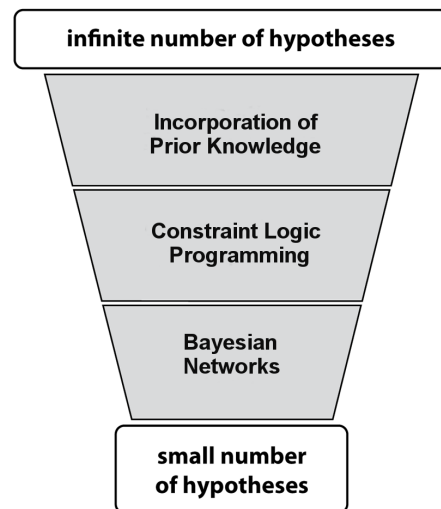 infinite number of hypotheses
Incorporation of
Prior Knowledge
Constraint Logic
Programming
Bayesian
Networks
small number
of hypotheses